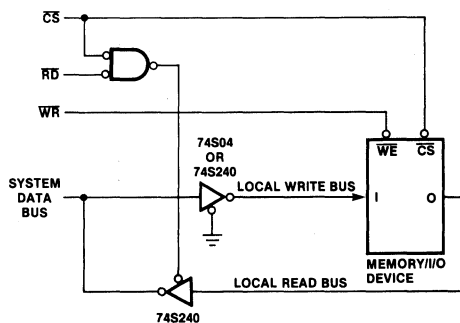 CS
RD
WR
74S04
OR
74S240
WE
CS
SYSTEM
DATA
BUS
LOCAL WRITE BUS
I
O
MEMORY/I/O
DEVICE
LOCAL READ BUS
74S240